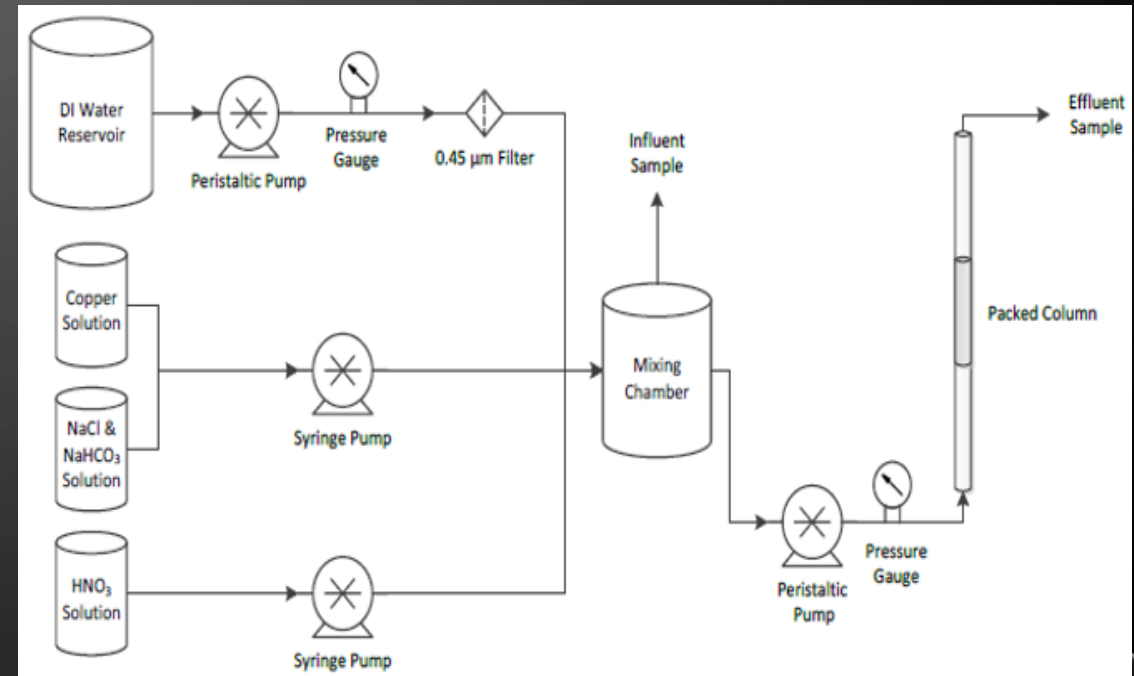 DI Water
Reservoir
Peristaltic Pump
Pressure
Gauge
0.45 µm Filter
Copper
Solution
NaCl &
NaHCO₃
Solution
Syringe Pump
HNO₃
Solution
Syringe Pump
Influent
Sample
Mixing
Chamber
Peristaltic
Pump
Pressure
Gauge
Packed Column
Effluent
Sample